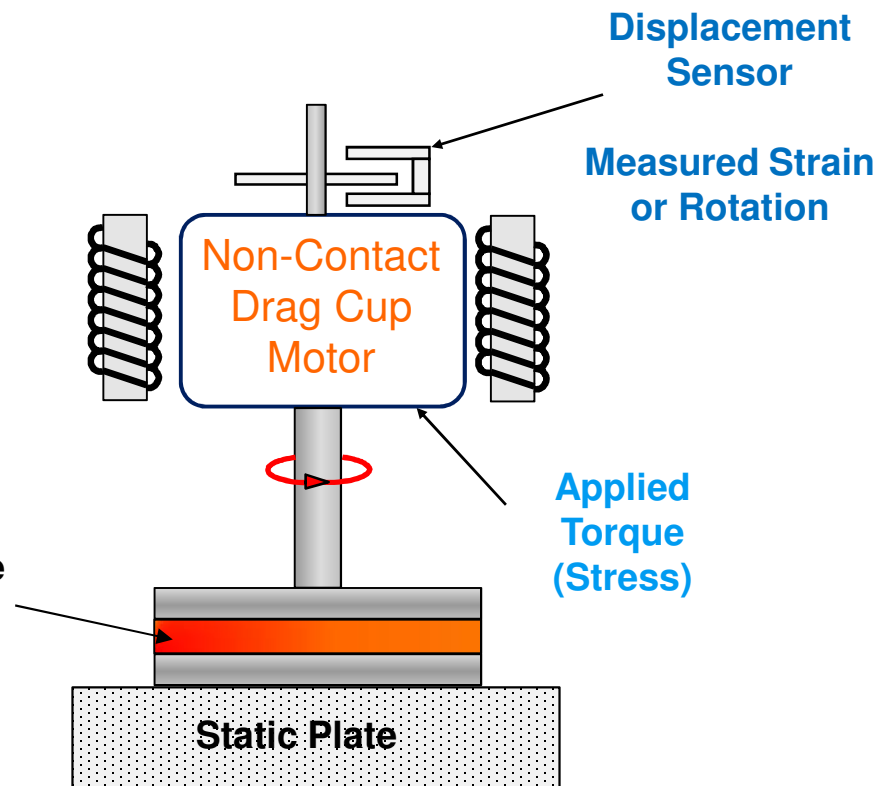 Displacement
Sensor
Measured Strain
or Rotation
Non-Contact
Drag Cup
Motor
Applied
Torque
(Stress)
e
Static Plate